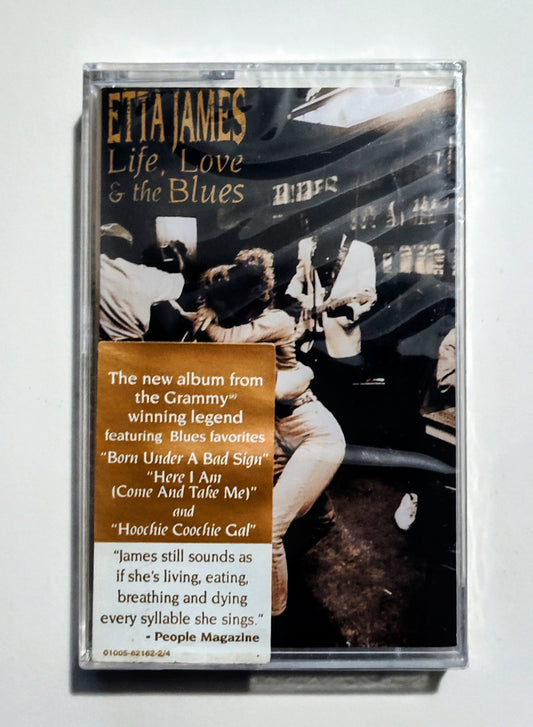 ETTA JAMES
Life, Love
& the Blues
The new album from
the Grammy(R)
winning legend
featuring Blues favorites
“Born Under A Bad Sign”
“Here I Am
(Come And Take Me)”
and
“Hoochie Coochie Gal”
“James still sounds as
if she's living, eating,
breathing and dying
every syllable she sings.”
- People Magazine
01005-82162-2/4